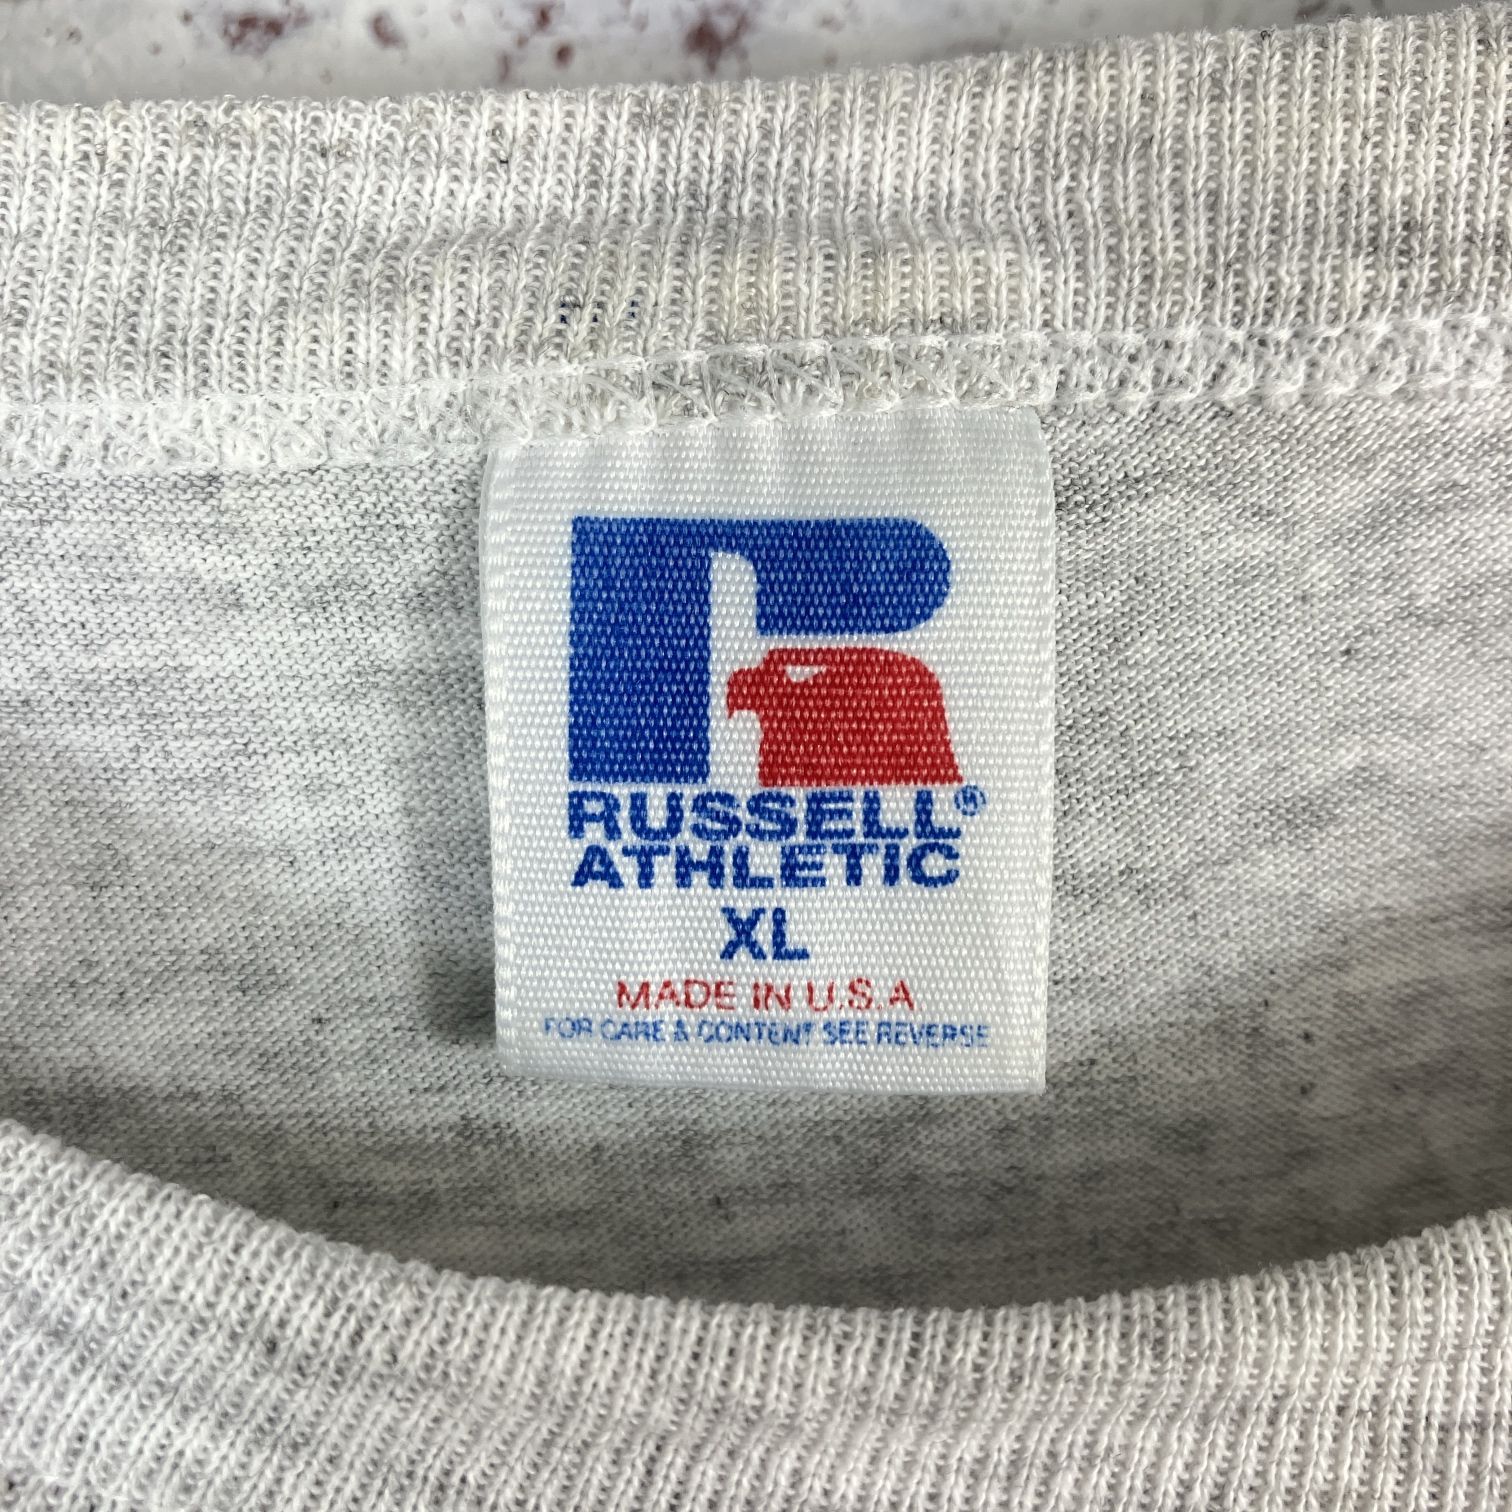 RUSSELL®
ATHLETIC
XL
MADE IN U.S.A
FOR CARE & CONTENT SEE REVERSE